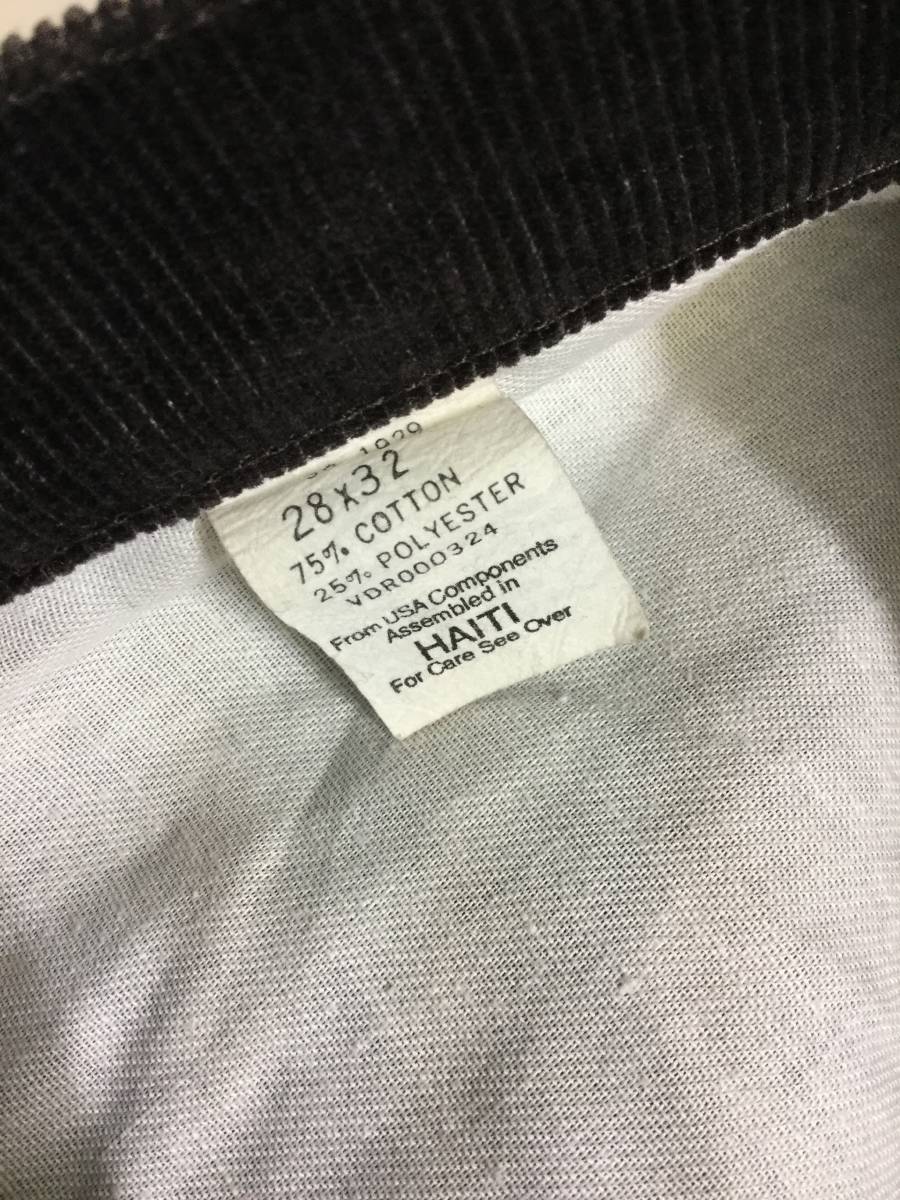 28X32
75% COTTON
25% POLYESTER
VDR000324
From USA Components
Assembled in
HAITI
For Care See Over